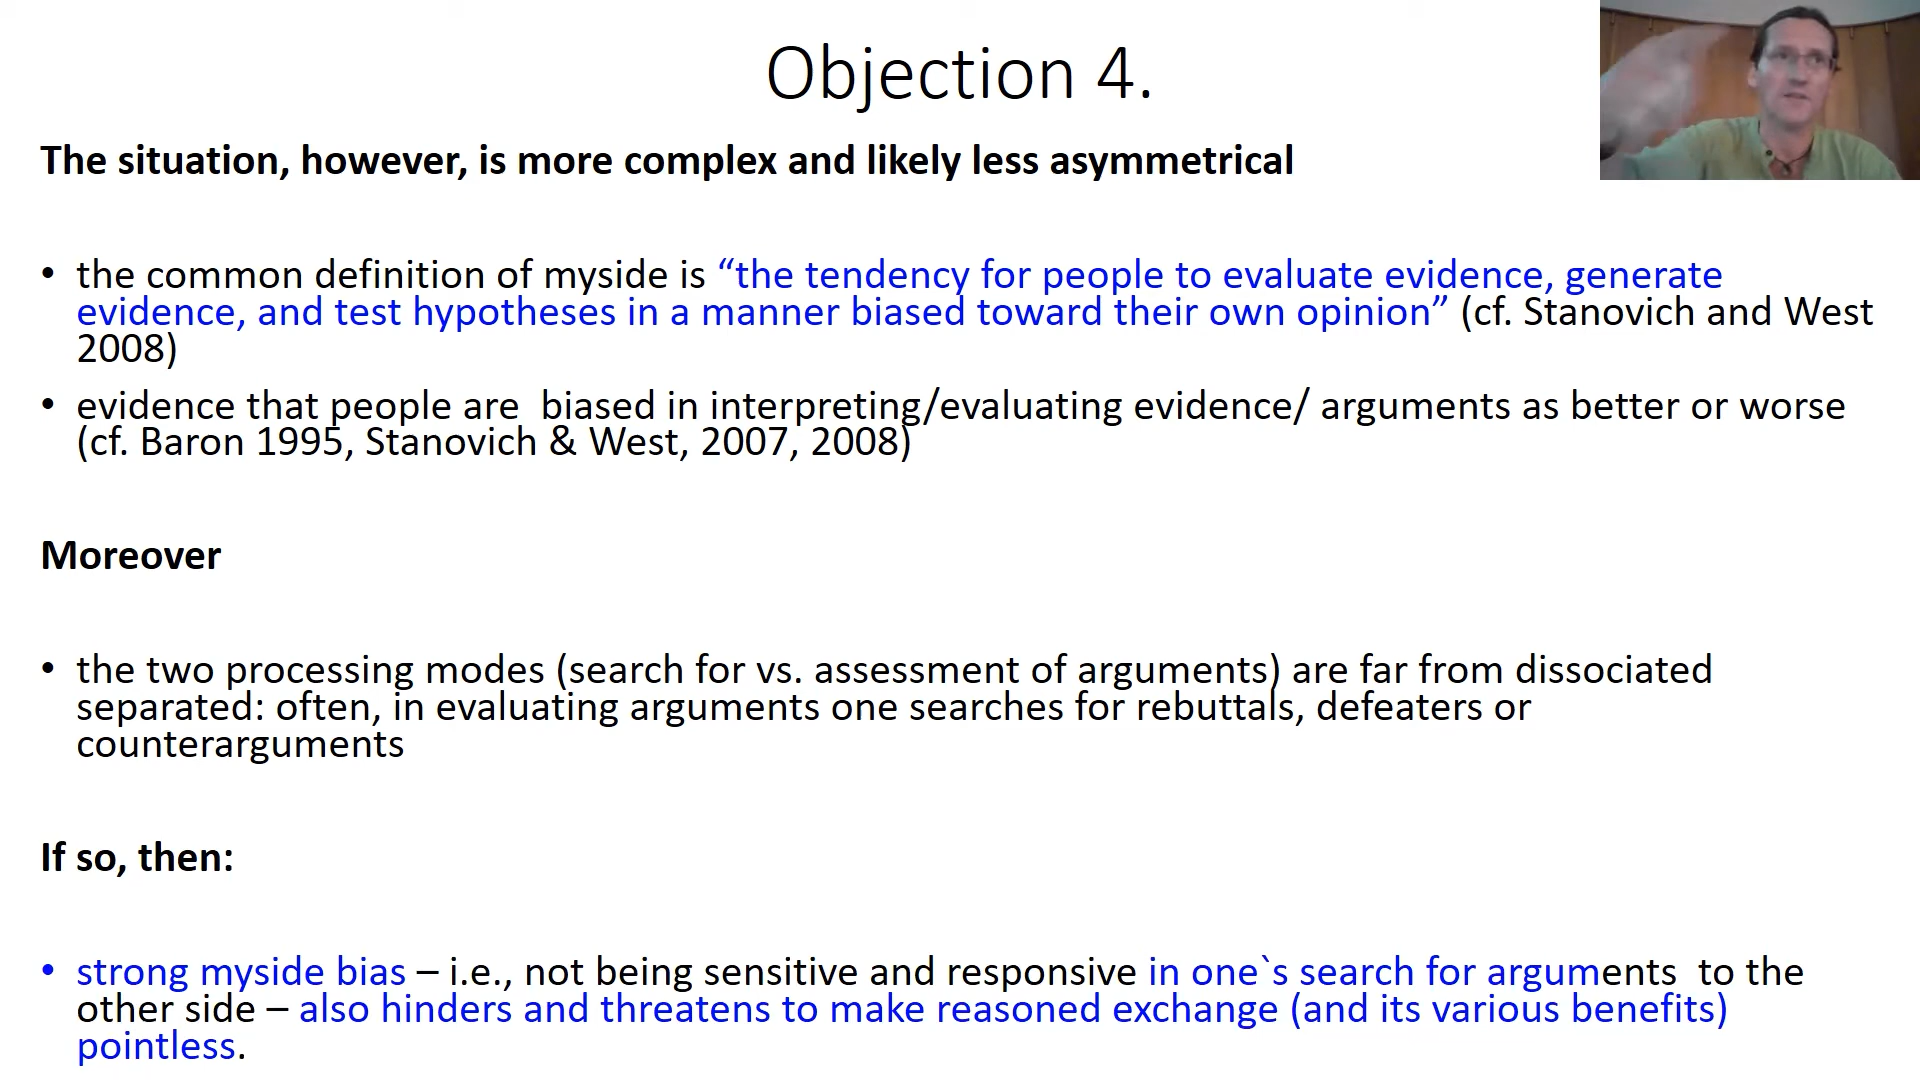 Objection 4.
The situation, however, is more complex and likely less asymmetrical
• the common definition of myside is “the tendency for people to evaluate evidence, generate
evidence, and test hypotheses in a manner biased toward their own opinion” (cf. Stanovich and West
2008)
• evidence that people are  biased in interpreting/evaluating evidence/ arguments as better or worse
(cf. Baron 1995, Stanovich & West, 2007, 2008)
Moreover
• the two processing modes (search for vs. assessment of arguments) are far from dissociated
separated: often, in evaluating arguments one searches for rebuttals, defeaters or
counterarguments
If so, then:
• strong myside bias – i.e., not being sensitive and responsive in one`s search for arguments  to the
other side – also hinders and threatens to make reasoned exchange (and its various benefits)
pointless.